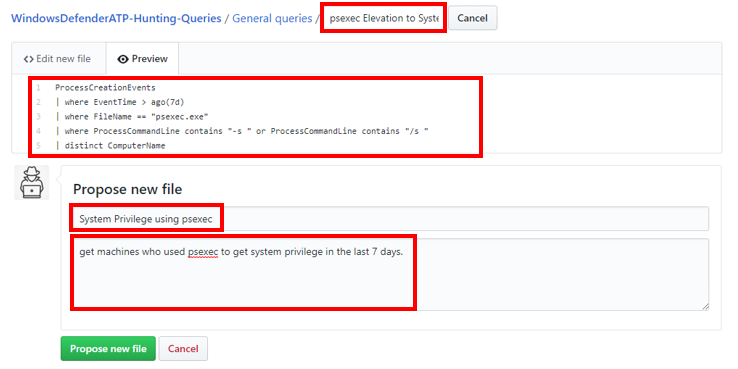 WindowsDefenderATP-Hunting-Queries / General queries / psexec Elevation to Syste Cancel
<> Edit new file Preview
1 ProcessCreationEvents
2 | where EventTime > ago(7d)
3 | where FileName == "psexec.exe"
4 | where ProcessCommandLine contains "-s " or ProcessCommandLine contains "/s "
5 | distinct ComputerName
Propose new file
System Privilege using psexec
get machines who used psexec to get system privilege in the last 7 days.
Propose new file Cancel